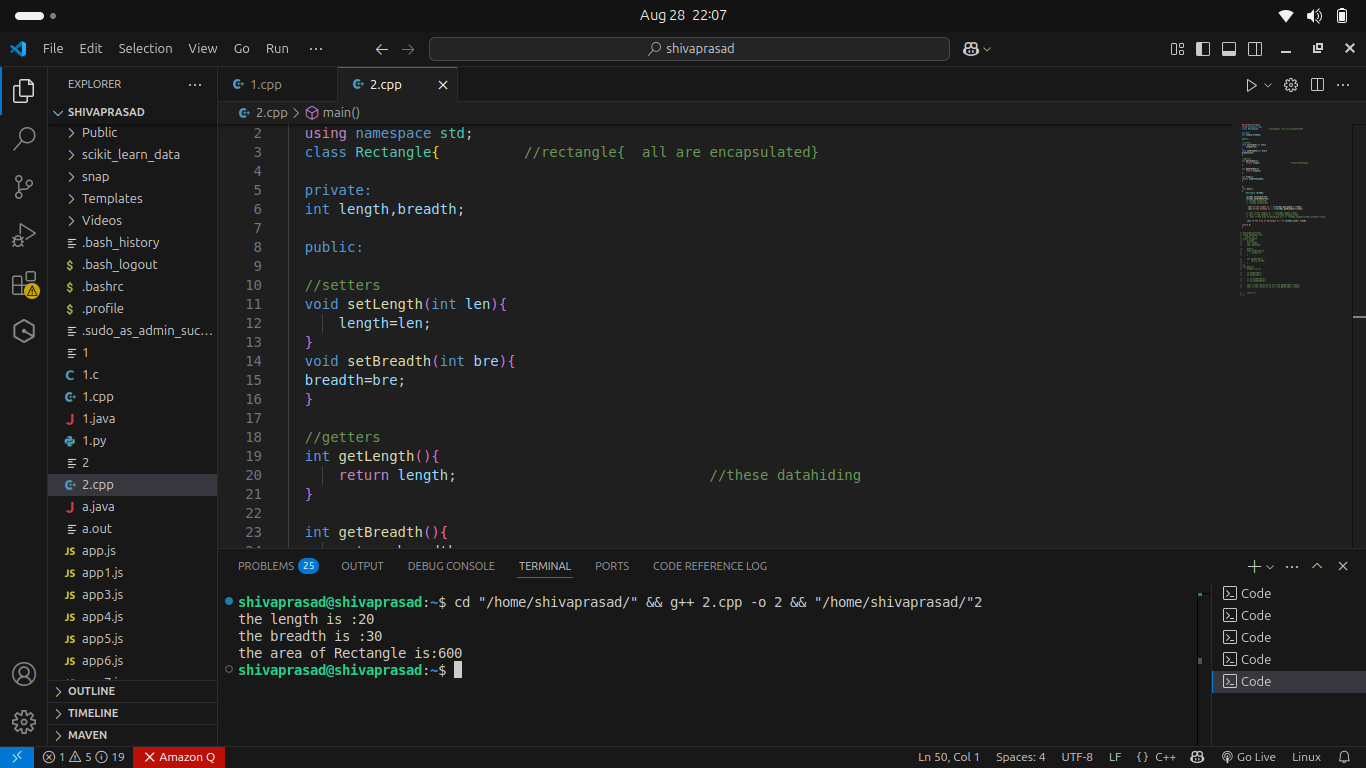 Aug 28 22:07
File Edit Selection View Go Run ···
shivaprasad
EXPLORER ···
SHIVAPRASAD
Public
scikit_learn_data
snap
Templates
Videos
.bash_history
.bash_logout
.bashrc
.profile
.sudo_as_admin_suc...
1
1.c
1.cpp
1.java
1.py
2
2.cpp
a.java
a.out
app.js
app1.js
app3.js
app4.js
app5.js
app6.js
OUTLINE
TIMELINE
MAVEN
1.cpp 2.cpp
2.cpp > main()
2 using namespace std;
3 class Rectangle{ //rectangle{ all are encapsulated}
4
5 private:
6 int length,breadth;
7
8 public:
9
10 //setters
11 void setLength(int len){
12 length=len;
13 }
14 void setBreadth(int bre){
15 breadth=bre;
16 }
17
18 //getters
19 int getLength(){
20 return length; //these datahiding
21 }
22
23 int getBreadth(){
PROBLEMS 25 OUTPUT DEBUG CONSOLE TERMINAL PORTS CODE REFERENCE LOG
shivaprasad@shivaprasad:~$ cd "/home/shivaprasad/" && g++ 2.cpp -o 2 && "/home/shivaprasad/"2
the length is :20
the breadth is :30
the area of Rectangle is:600
shivaprasad@shivaprasad:~$
Code
Code
Code
Code
Code
1 5 19 Amazon Q Ln 50, Col 1 Spaces: 4 UTF-8 LF {} C++ Go Live Linux